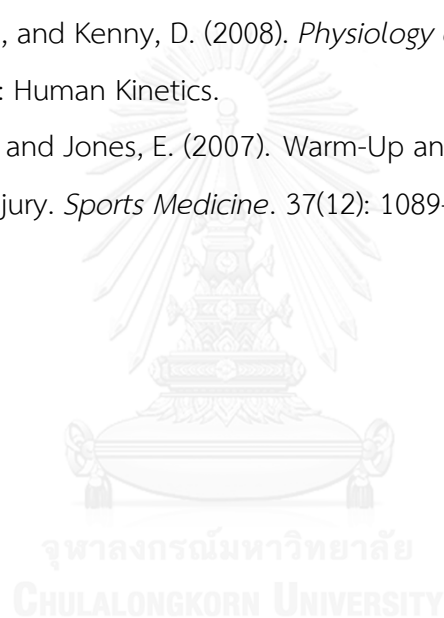 , and Kenny, D. (2008). Physiology
: Human Kinetics.
and Jones, E. (2007). Warm-Up an
jury. Sports Medicine. 37(12): 1089-
จุฬาลงกรณ์มหาวิทยาลัย
CHULALONGKORN UNIVERSITY